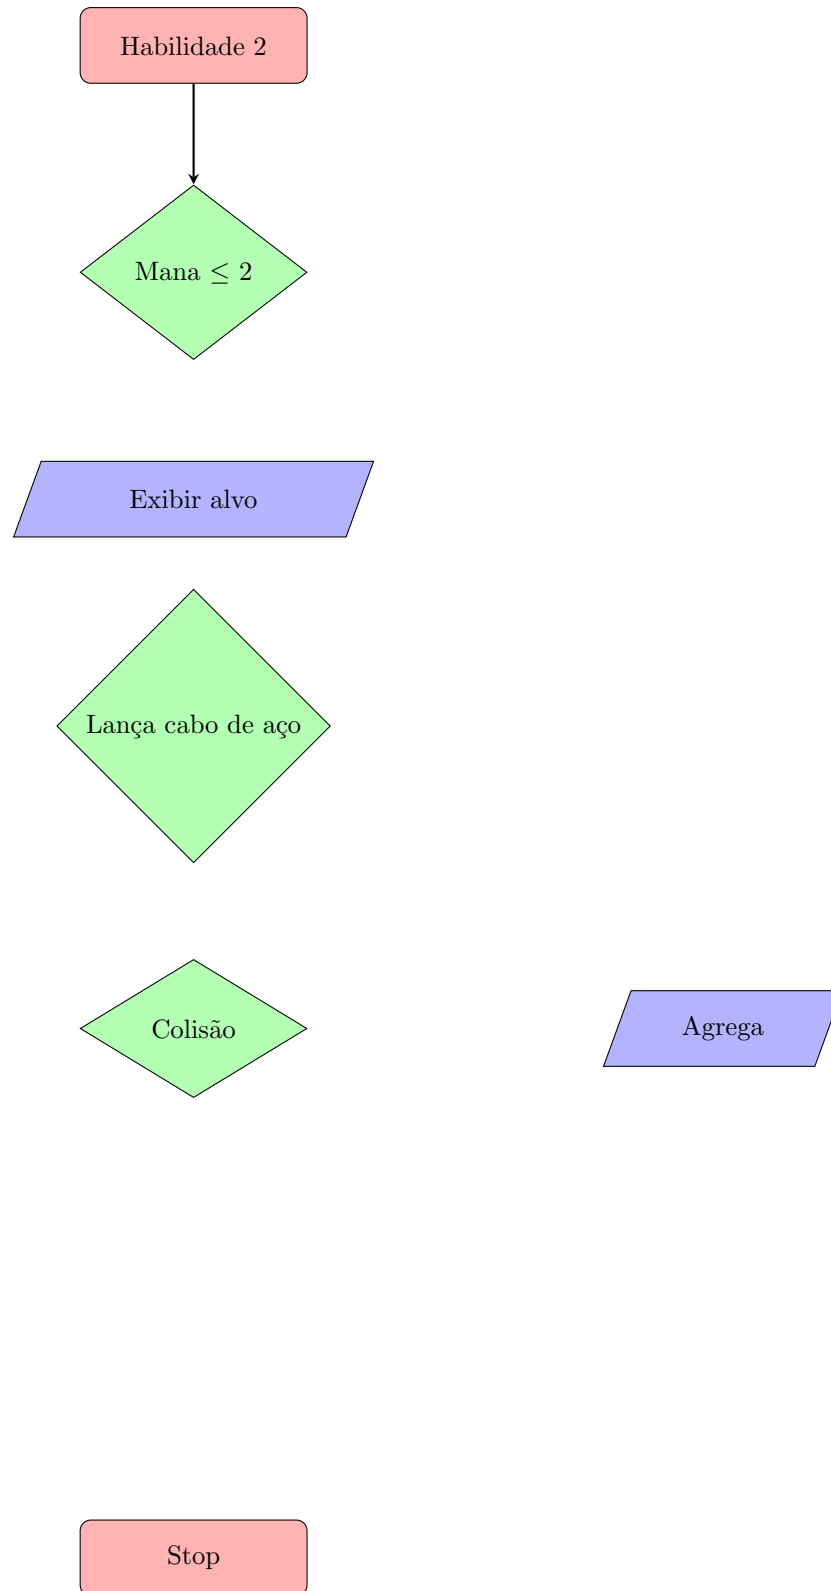 Habilidade 2
Mana ≤ 2
Exibir alvo
Lança cabo de aço
Colisão
Agrega
Stop